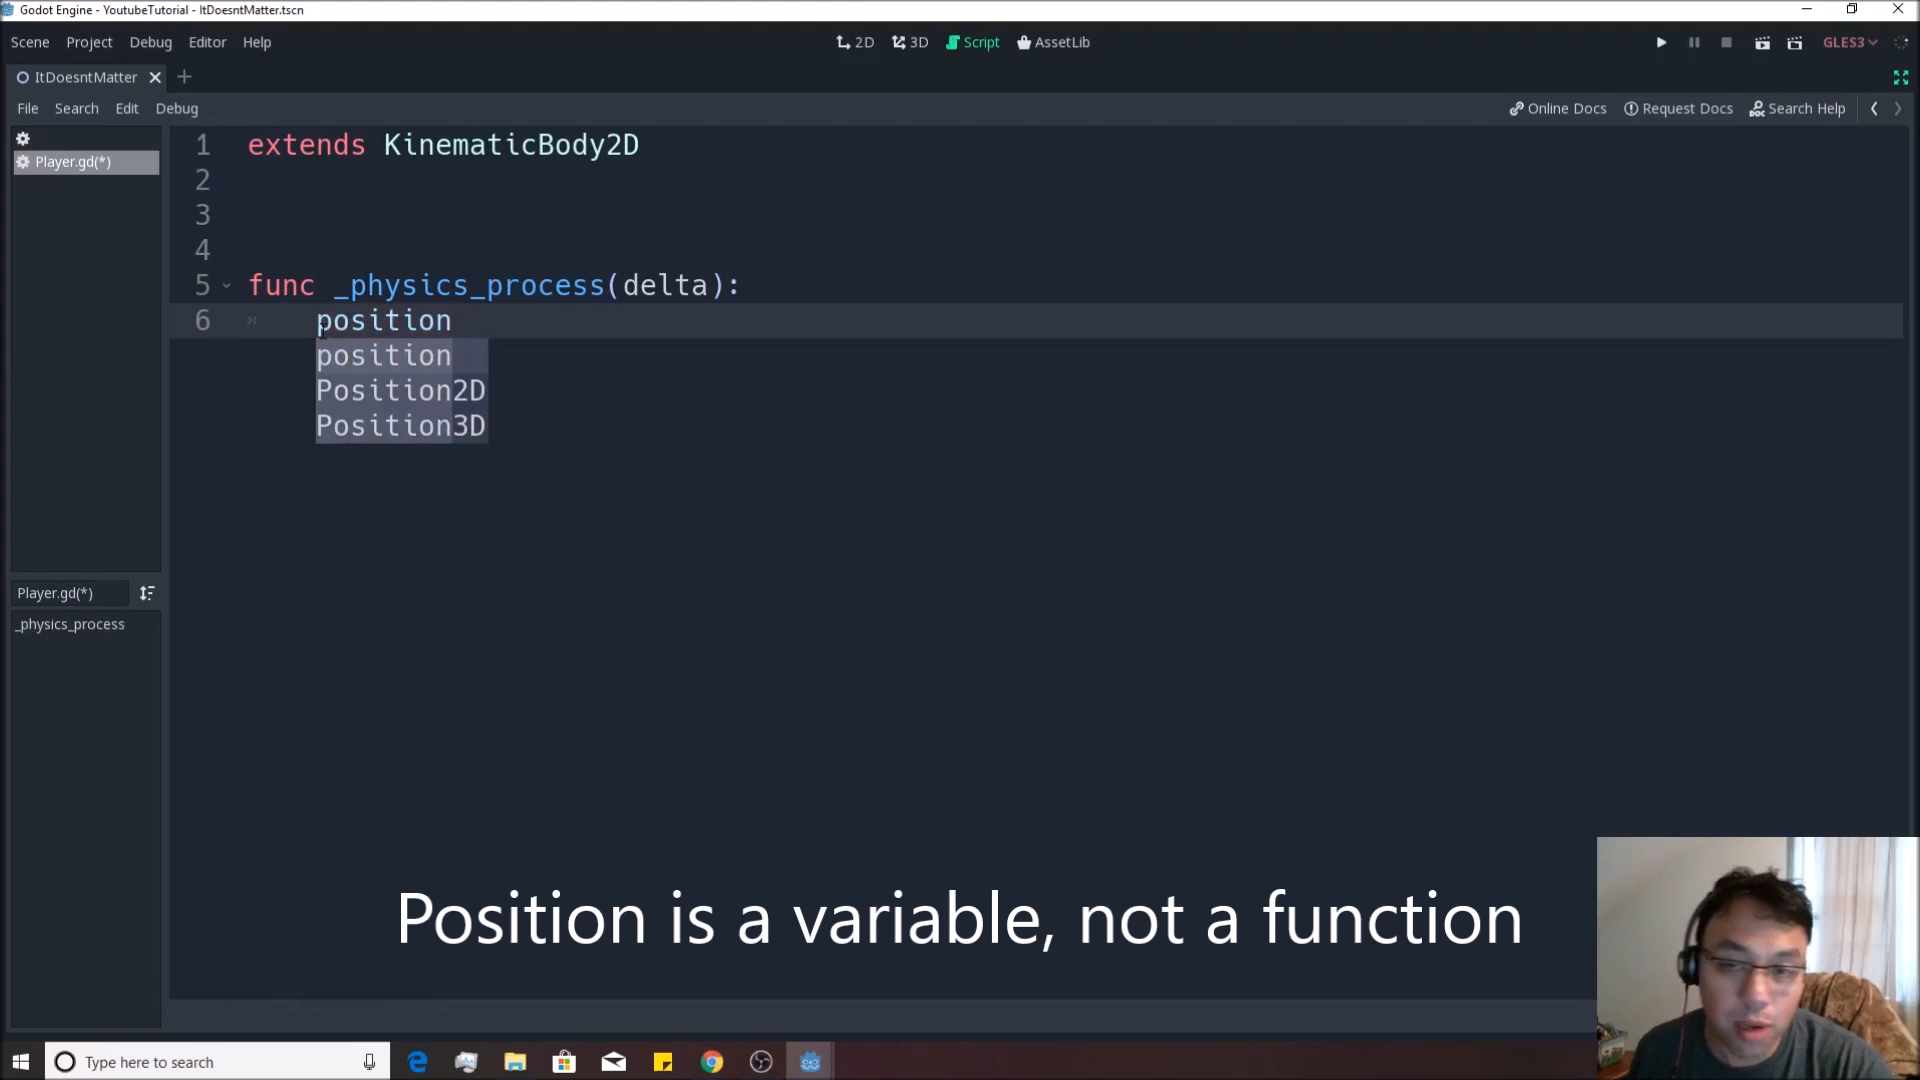 Godot Engine - YoutubeTutorial - ItDoesntMatter.tscn
Scene Project Debug Editor Help
2D 3D Script AssetLib
GLES3
ItDoesntMatter
File Search Edit Debug
Online Docs Request Docs Search Help
Player.gd(*)
1 extends KinematicBody2D
2
3
4
5 func _physics_process(delta):
6 position
position
Position2D
Position3D
Player.gd(*)
_physics_process
Position is a variable, not a function
Type here to search